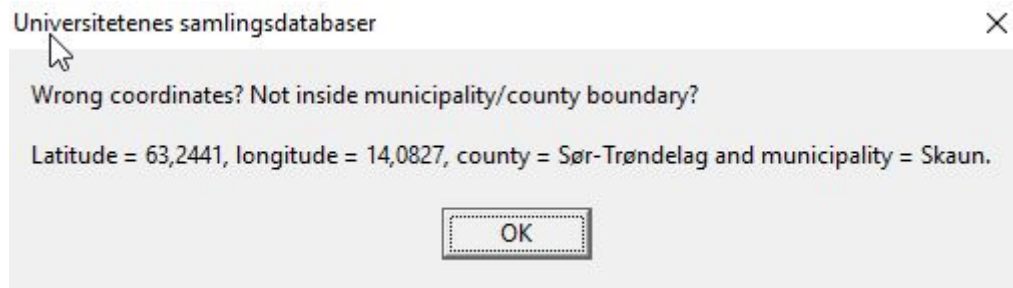 Universitetenes samlingsdatabaser
Wrong coordinates? Not inside municipality/county boundary?
Latitude = 63,2441, longitude = 14,0827, county = Sør-Trøndelag and municipality = Skaun.
OK